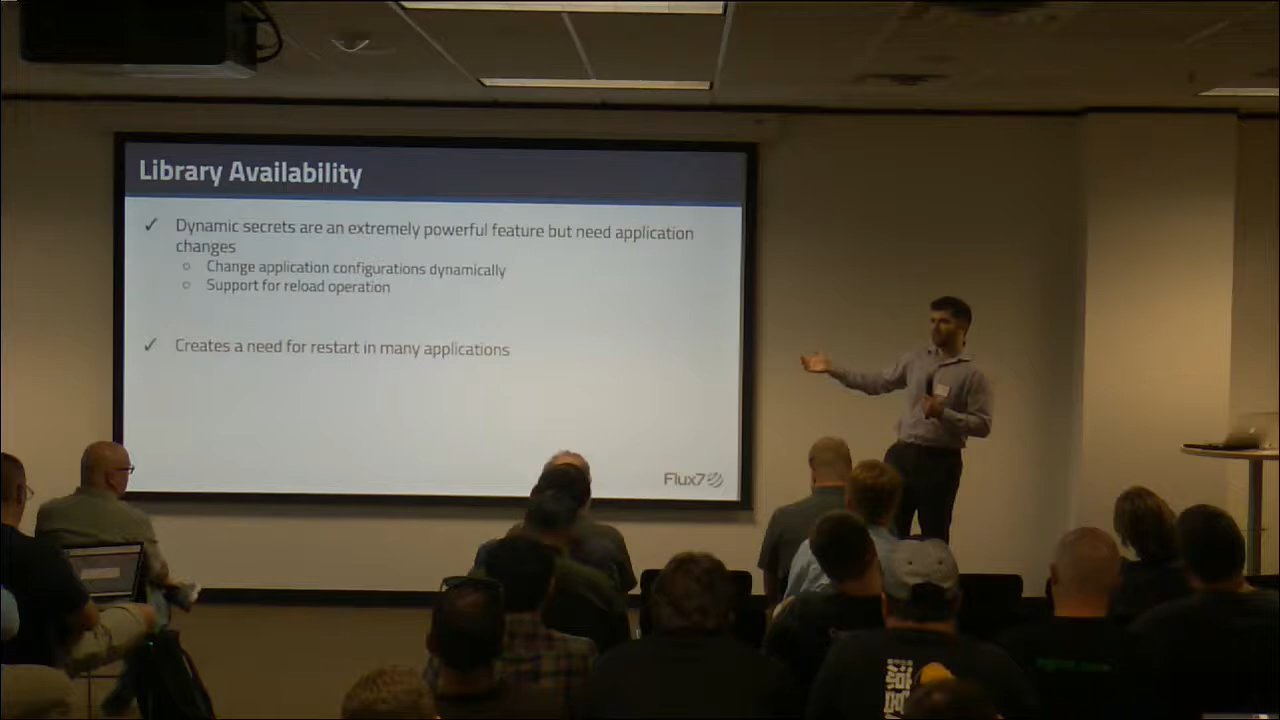 Library Availability
✓ Dynamic secrets are an extremely powerful feature but need application
changes
○ Change application configurations dynamically
○ Support for reload operation
✓ Creates a need for restart in many applications
Flux7